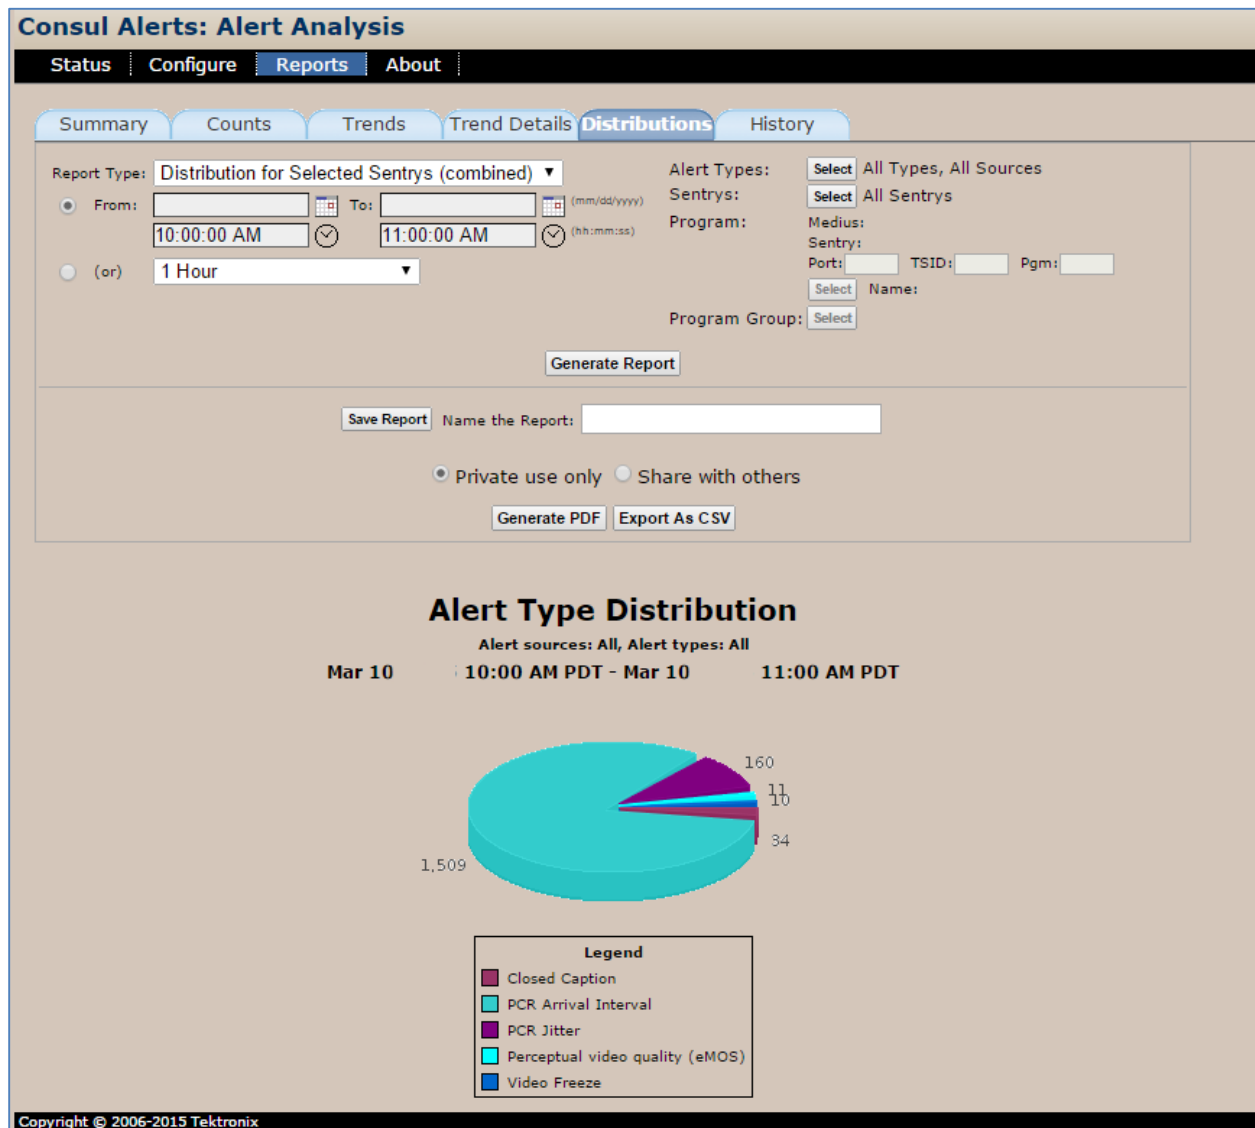 Consul Alerts: Alert Analysis
Status Configure Reports About
Summary Counts Trends Trend Details Distributions History
Report Type: Distribution for Selected Sentrys (combined) Alert Types: Select All Types, All Sources
From: To: (mm/dd/yyyy) Sentrys: Select All Sentrys
10:00:00 AM 11:00:00 AM (hh:mm:ss) Program: Medius:
Sentry:
(or) 1 Hour Port: TSID: Pgm:
Select Name:
Program Group: Select
Generate Report
Save Report Name the Report:
Private use only Share with others
Generate PDF Export As CSV
Alert Type Distribution
Alert sources: All, Alert types: All
Mar 10 10:00 AM PDT - Mar 10 11:00 AM PDT
160
11
10
34
1,509
Legend
Closed Caption
PCR Arrival Interval
PCR Jitter
Perceptual video quality (eMOS)
Video Freeze
Copyright © 2006-2015 Tektronix